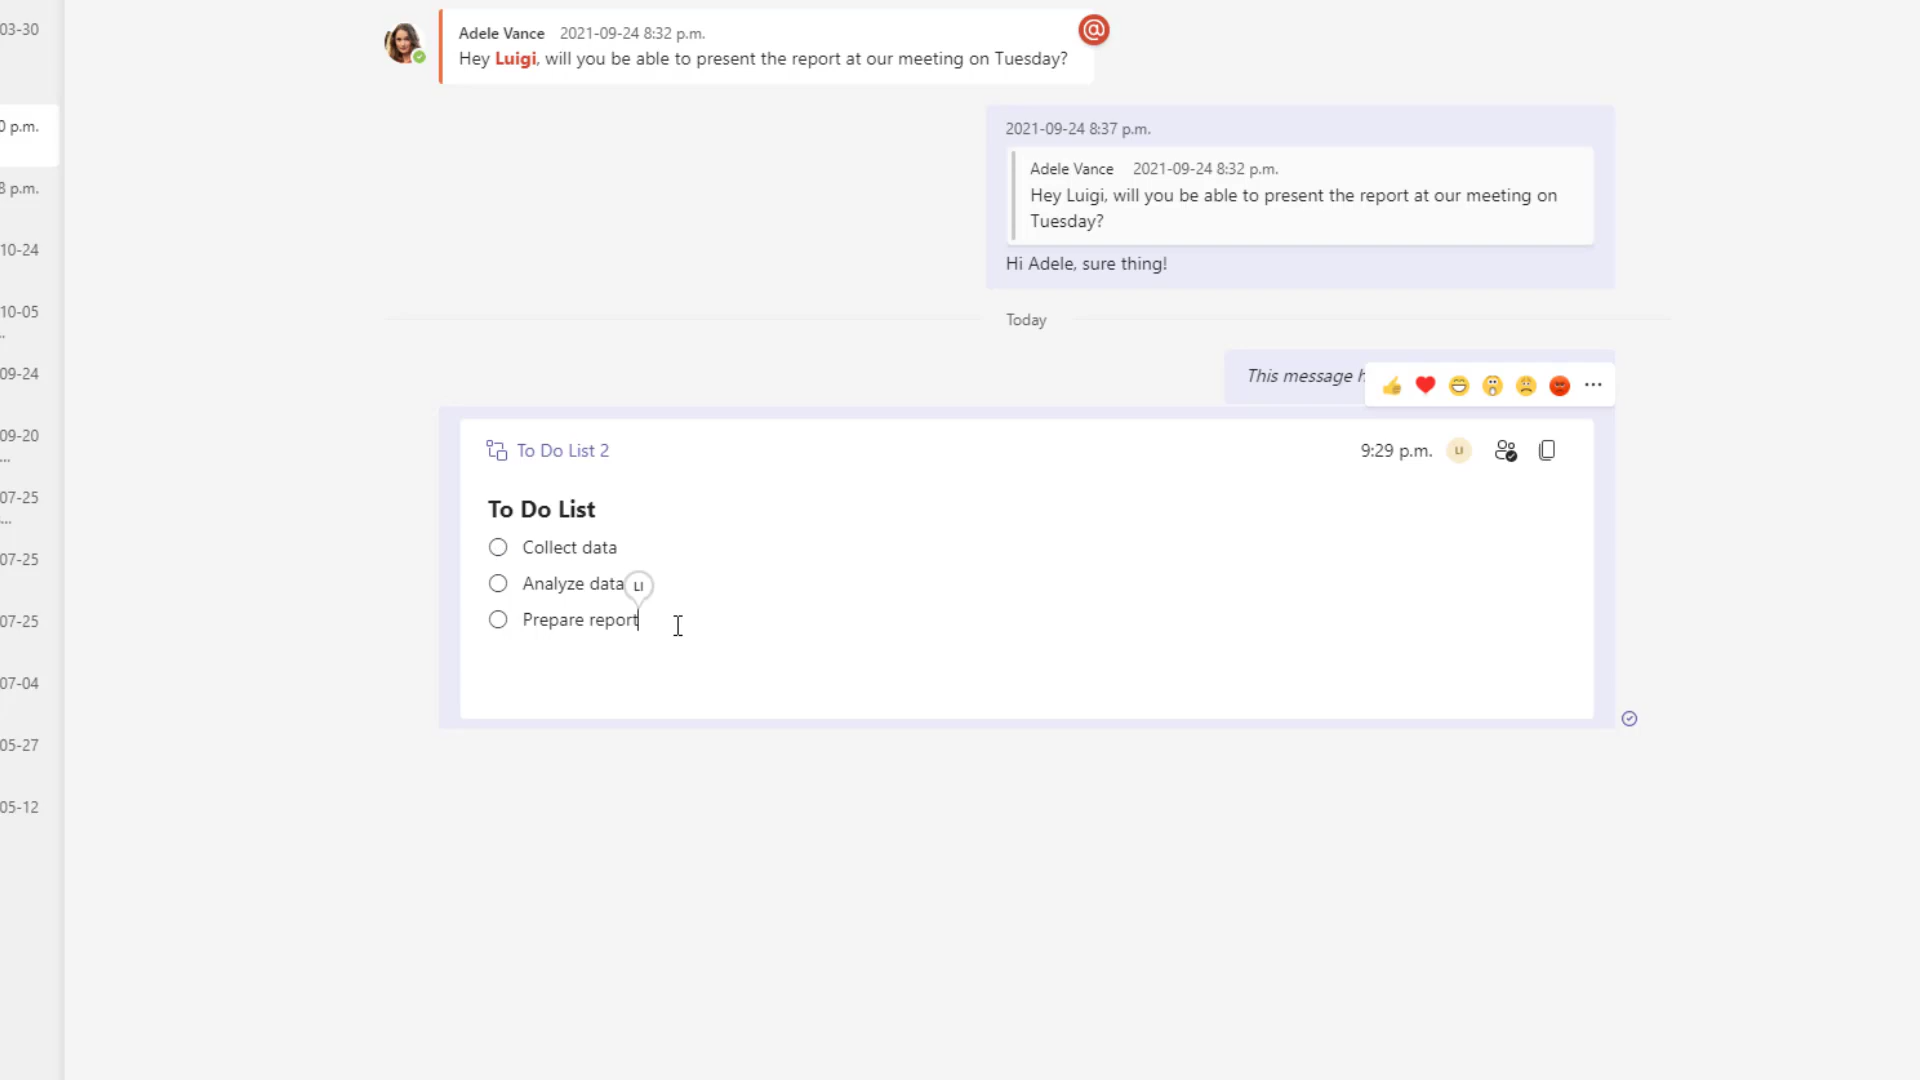 03-30
0 p.m.
8 p.m.
10-24
10-05
..
09-24
09-20
...
07-25
...
07-25
07-25
07-04
05-27
05-12
Adele Vance 2021-09-24 8:32 p.m.
Hey Luigi, will you be able to present the report at our meeting on Tuesday?
@
2021-09-24 8:37 p.m.
Adele Vance 2021-09-24 8:32 p.m.
Hey Luigi, will you be able to present the report at our meeting on
Tuesday?
Hi Adele, sure thing!
Today
This message h
To Do List 2 9:29 p.m. LI
To Do List
Collect data
Analyze data LI
Prepare report